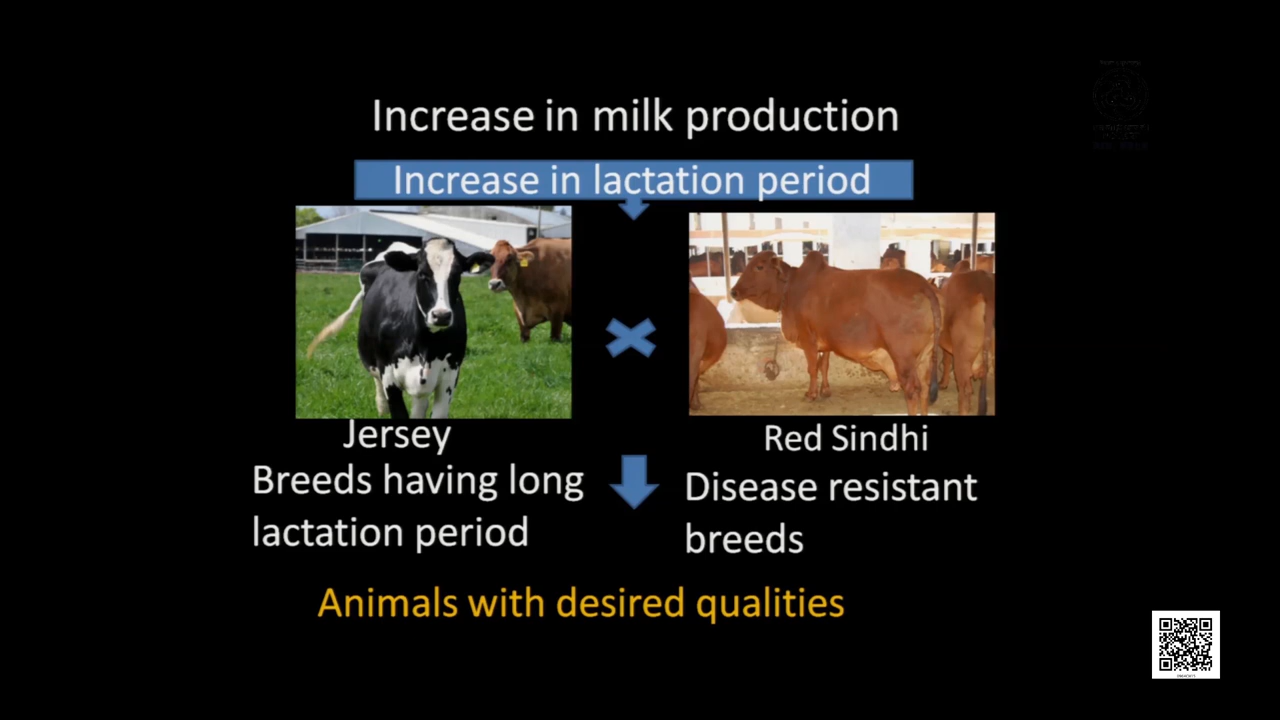 Increase in milk production
Increase in lactation period
Jersey
Red Sindhi
Breeds having long
lactation period
Disease resistant
breeds
Animals with desired qualities